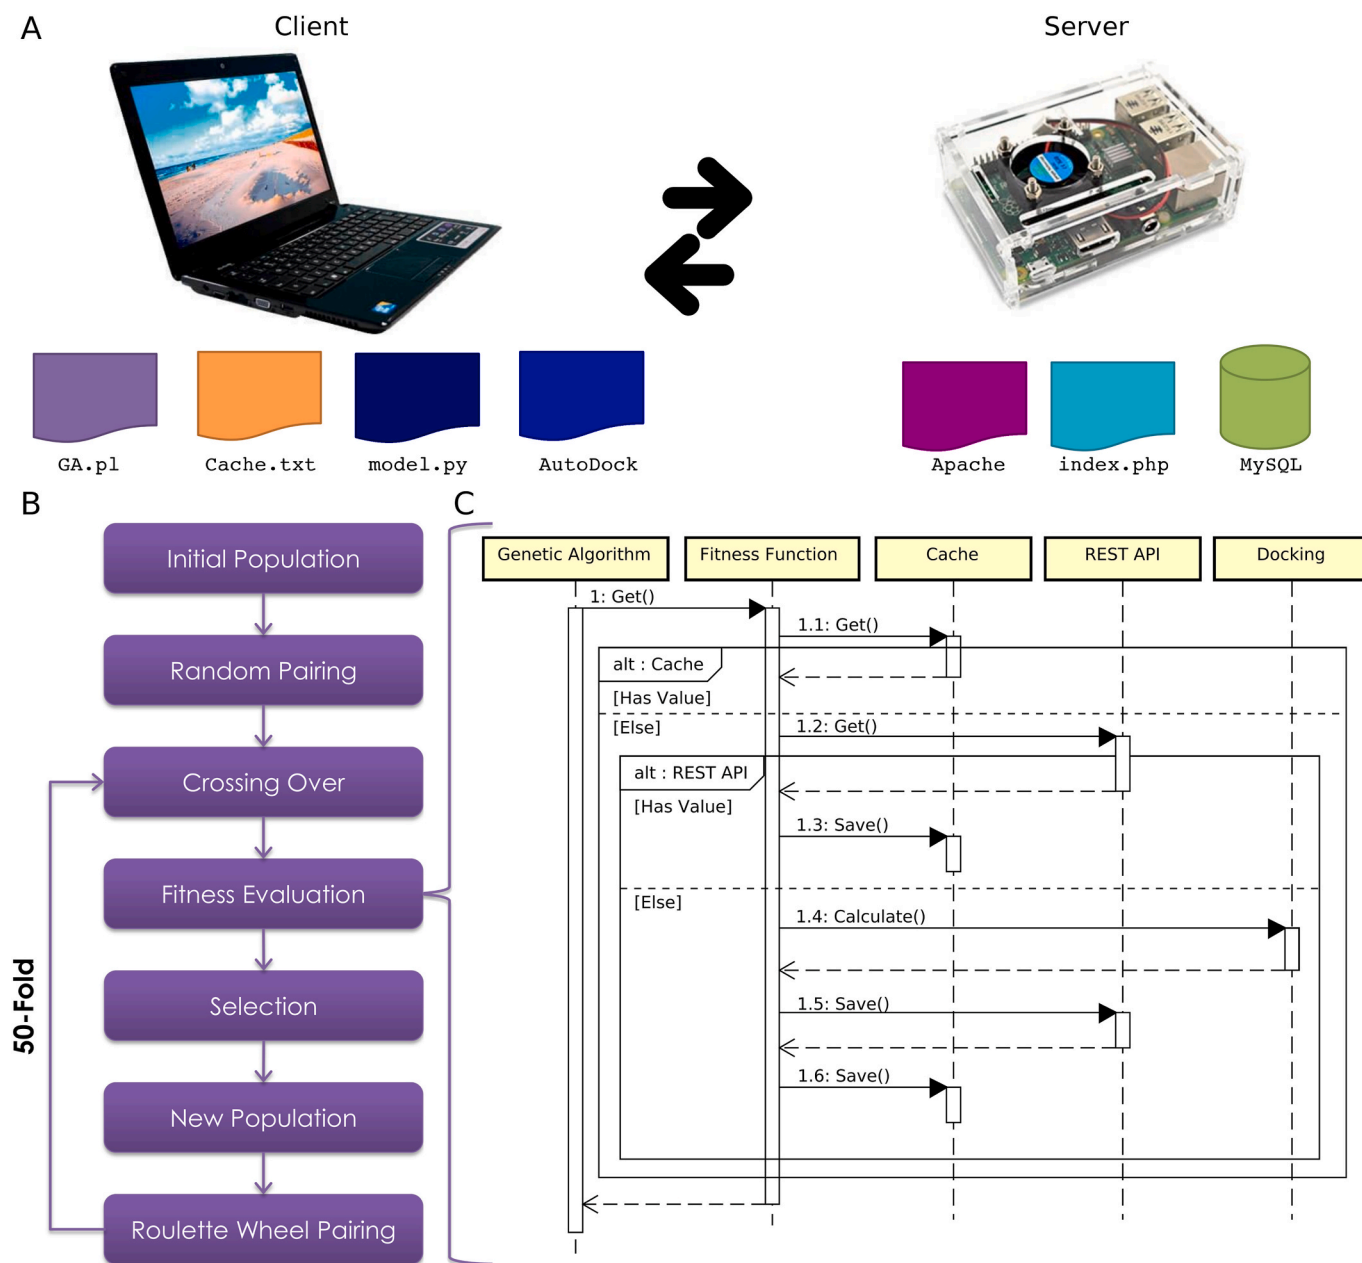 A
Client
Server
GA.pl
Cache.txt
model.py
AutoDock
Apache
index.php
MySQL
B
Initial Population
Random Pairing
Crossing Over
Fitness Evaluation
Selection
New Population
Roulette Wheel Pairing
50-Fold
C
Genetic Algorithm
Fitness Function
Cache
REST API
Docking
1: Get()
1.1: Get()
alt : Cache
[Has Value]
[Else]
1.2: Get()
alt : REST API
[Has Value]
1.3: Save()
[Else]
1.4: Calculate()
1.5: Save()
1.6: Save()